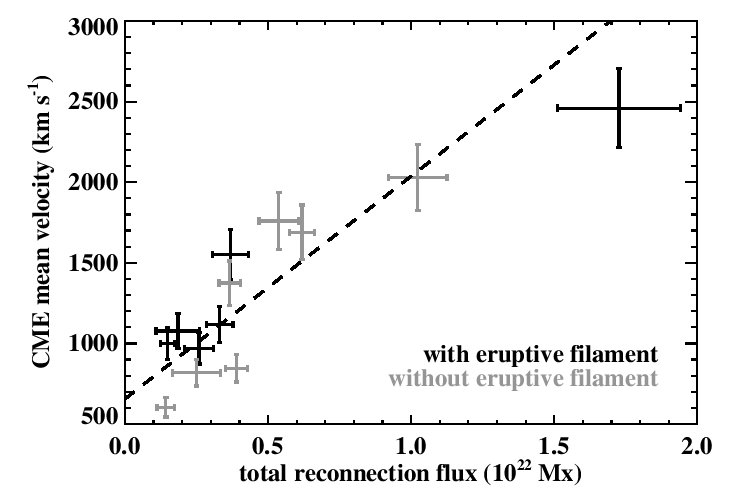 3000
2500
2000
1500
1000
500
CME mean velocity (km s-1)
with eruptive filament
without eruptive filament
0.0 0.5 1.0 1.5 2.0
total reconnection flux (10^22 Mx)